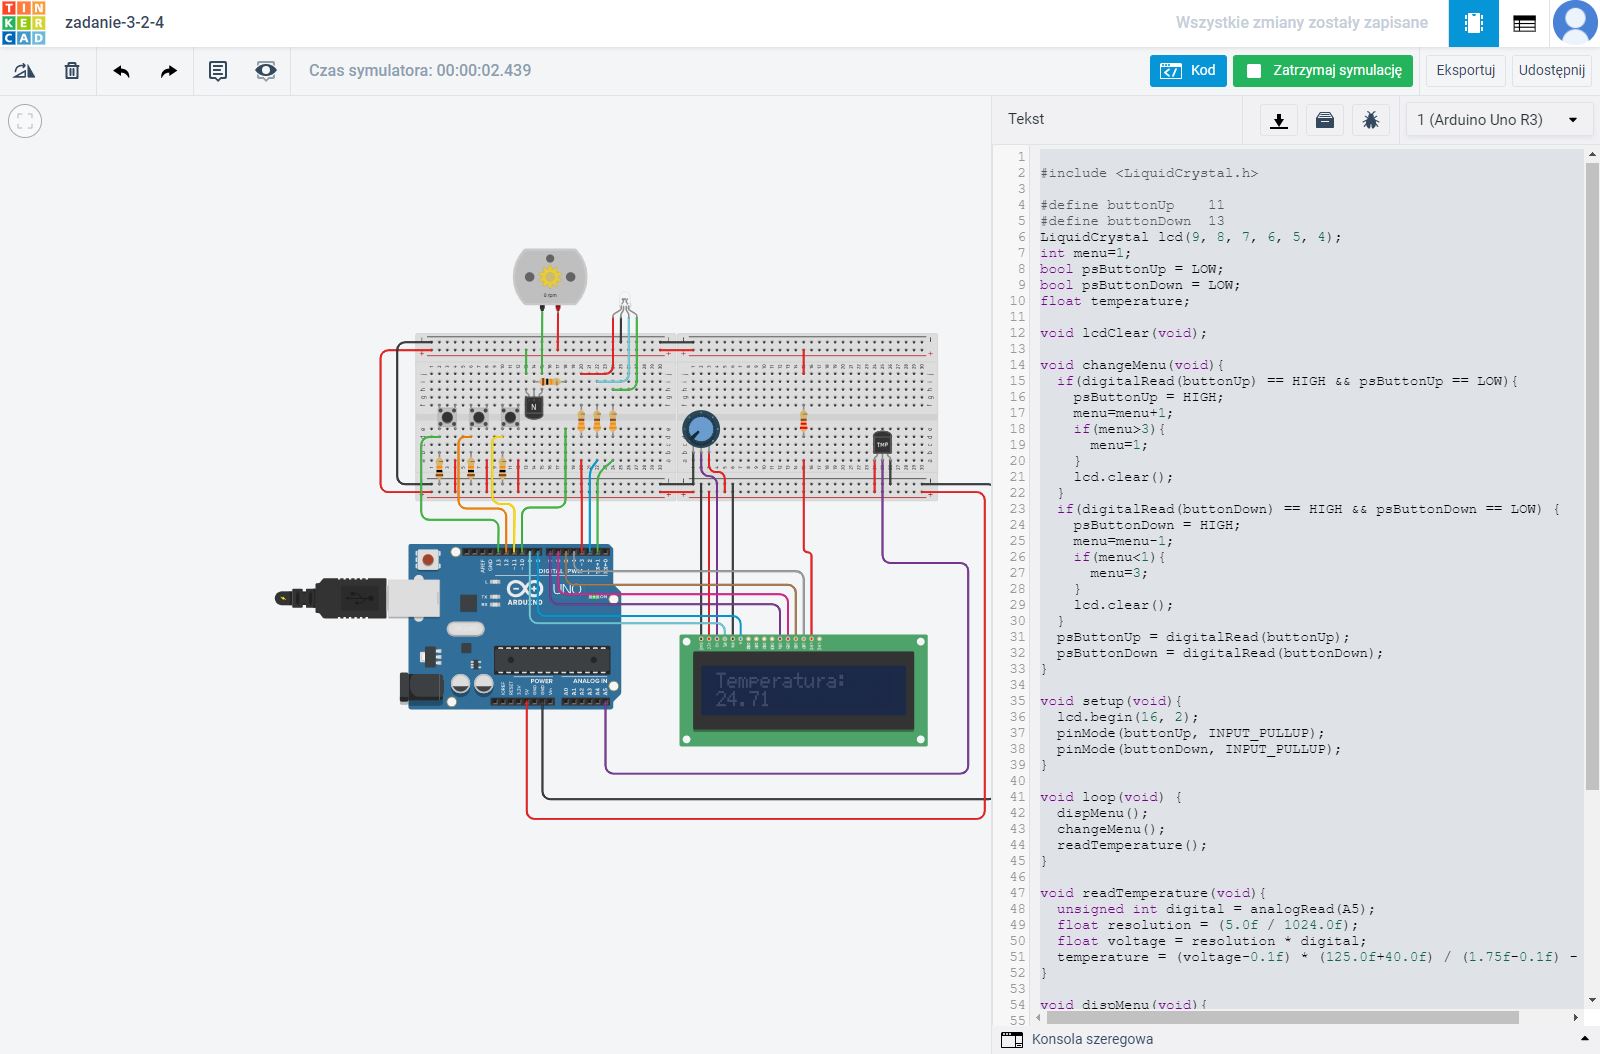 TIN
KER
CAD
zadanie-3-2-4
Wszystkie zmiany zostały zapisane
Czas symulatora: 00:00:02.439
Kod
Zatrzymaj symulację
Eksportuj
Udostępnij
Tekst
1 (Arduino Uno R3)
1
2 #include <LiquidCrystal.h>
3
4 #define buttonUp    11
5 #define buttonDown  13
6 LiquidCrystal lcd(9, 8, 7, 6, 5, 4);
7 int menu=1;
8 bool psButtonUp = LOW;
9 bool psButtonDown = LOW;
10 float temperature;
11
12 void lcdClear(void);
13
14 void changeMenu(void){
15   if(digitalRead(buttonUp) == HIGH && psButtonUp == LOW){
16     psButtonUp = HIGH;
17     menu=menu+1;
18     if(menu>3){
19       menu=1;
20     }
21     lcd.clear();
22   }
23   if(digitalRead(buttonDown) == HIGH && psButtonDown == LOW) {
24     psButtonDown = HIGH;
25     menu=menu-1;
26     if(menu<1){
27       menu=3;
28     }
29     lcd.clear();
30   }
31   psButtonUp = digitalRead(buttonUp);
32   psButtonDown = digitalRead(buttonDown);
33 }
34
35 void setup(void){
36   lcd.begin(16, 2);
37   pinMode(buttonUp, INPUT_PULLUP);
38   pinMode(buttonDown, INPUT_PULLUP);
39 }
40
41 void loop(void) {
42   dispMenu();
43   changeMenu();
44   readTemperature();
45 }
46
47 void readTemperature(void){
48   unsigned int digital = analogRead(A5);
49   float resolution = (5.0f / 1024.0f);
50   float voltage = resolution * digital;
51   temperature = (voltage-0.1f) * (125.0f+40.0f) / (1.75f-0.1f) -
52 }
53
54 void dispMenu(void){
55
0 rpm
N
TMP
DIGITAL PWM
UNO
ARDUINO
TX
RX
ON
L
POWER
ANALOG IN
Temperatura:
24.71
Konsola szeregowa